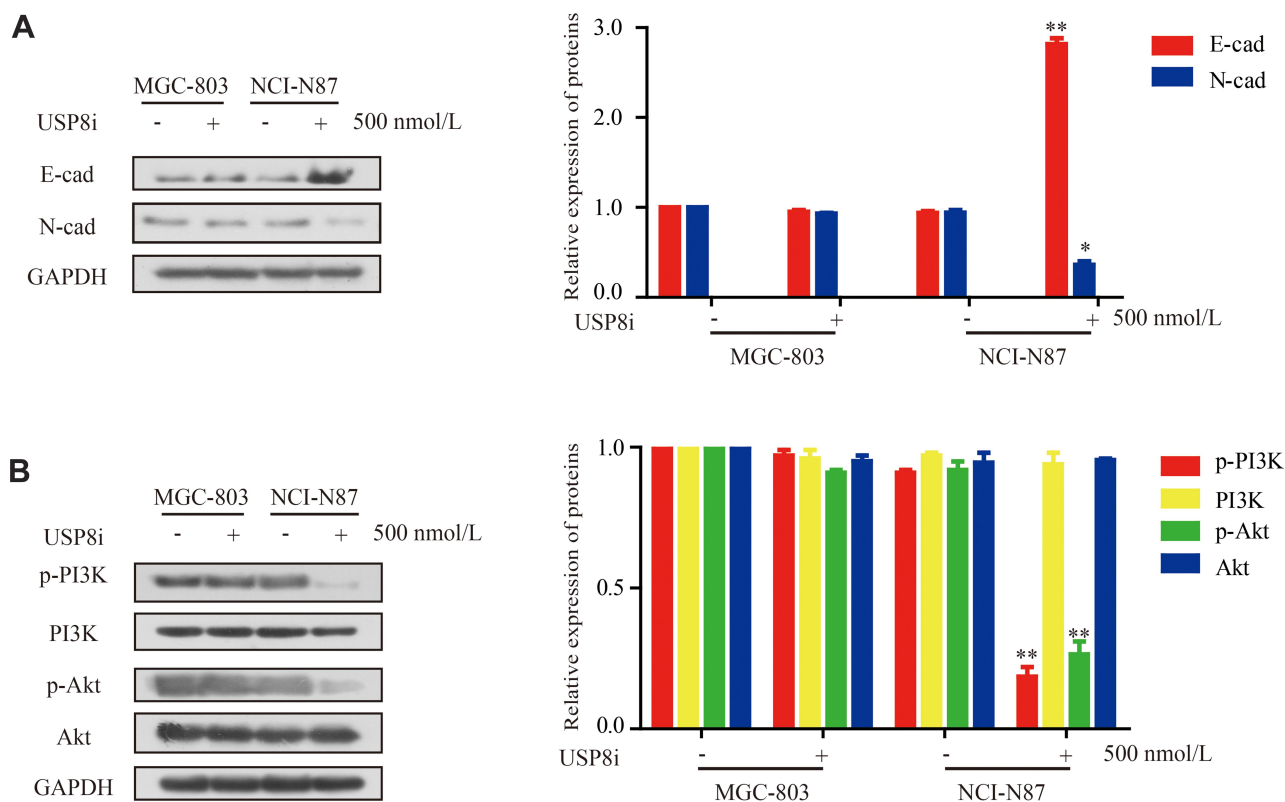 A
MGC-803 NCI-N87
USP8i - + - + 500 nmol/L
E-cad
N-cad
GAPDH
Relative expression of proteins
3.0
2.0
1.0
0.0
**
*
E-cad
N-cad
USP8i - + - + 500 nmol/L
MGC-803 NCI-N87
B
MGC-803 NCI-N87
USP8i - + - + 500 nmol/L
p-PI3K
PI3K
p-Akt
Akt
GAPDH
Relative expression of proteins
1.0
0.5
0.0
**
**
p-PI3K
PI3K
p-Akt
Akt
USP8i - + - + 500 nmol/L
MGC-803 NCI-N87